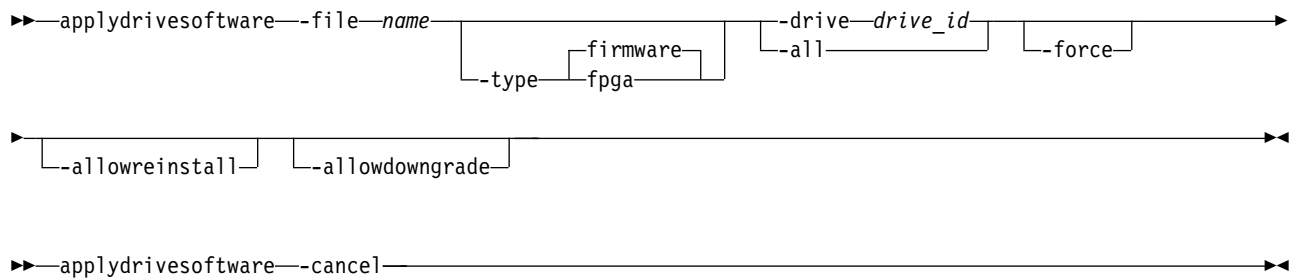 applydrivesoftware -file name -drive drive_id
firmware -all -force
-type fpga
-allowreinstall -allowdowngrade
applydrivesoftware -cancel